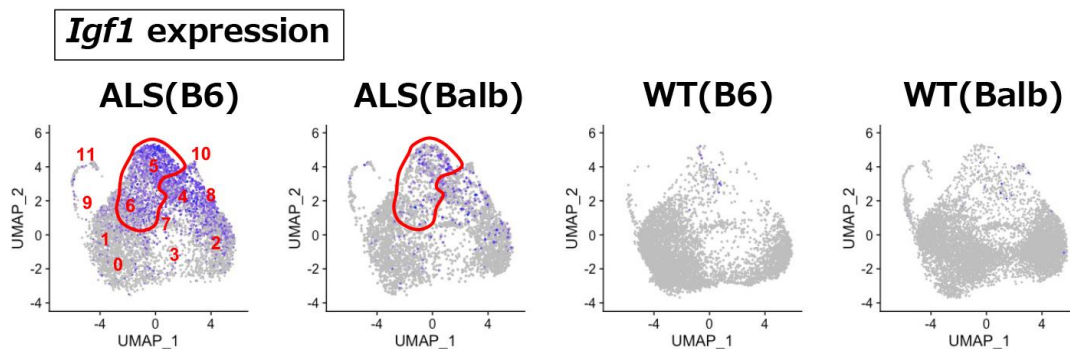 Igf1 expression
ALS(B6) ALS(Balb) WT(B6) WT(Balb)
6 6 6 6
11 10
4 5 4 4 4
9 6 4 8
2 2 2 2
7
0 1 2 0 0 0
0 3
-2 -2 -2 -2
-4 -4 -4 -4
-4 0 4 -4 0 4 -4 0 4 -4 0 4
UMAP_2 UMAP_2 UMAP_2 UMAP_2
UMAP_1 UMAP_1 UMAP_1 UMAP_1